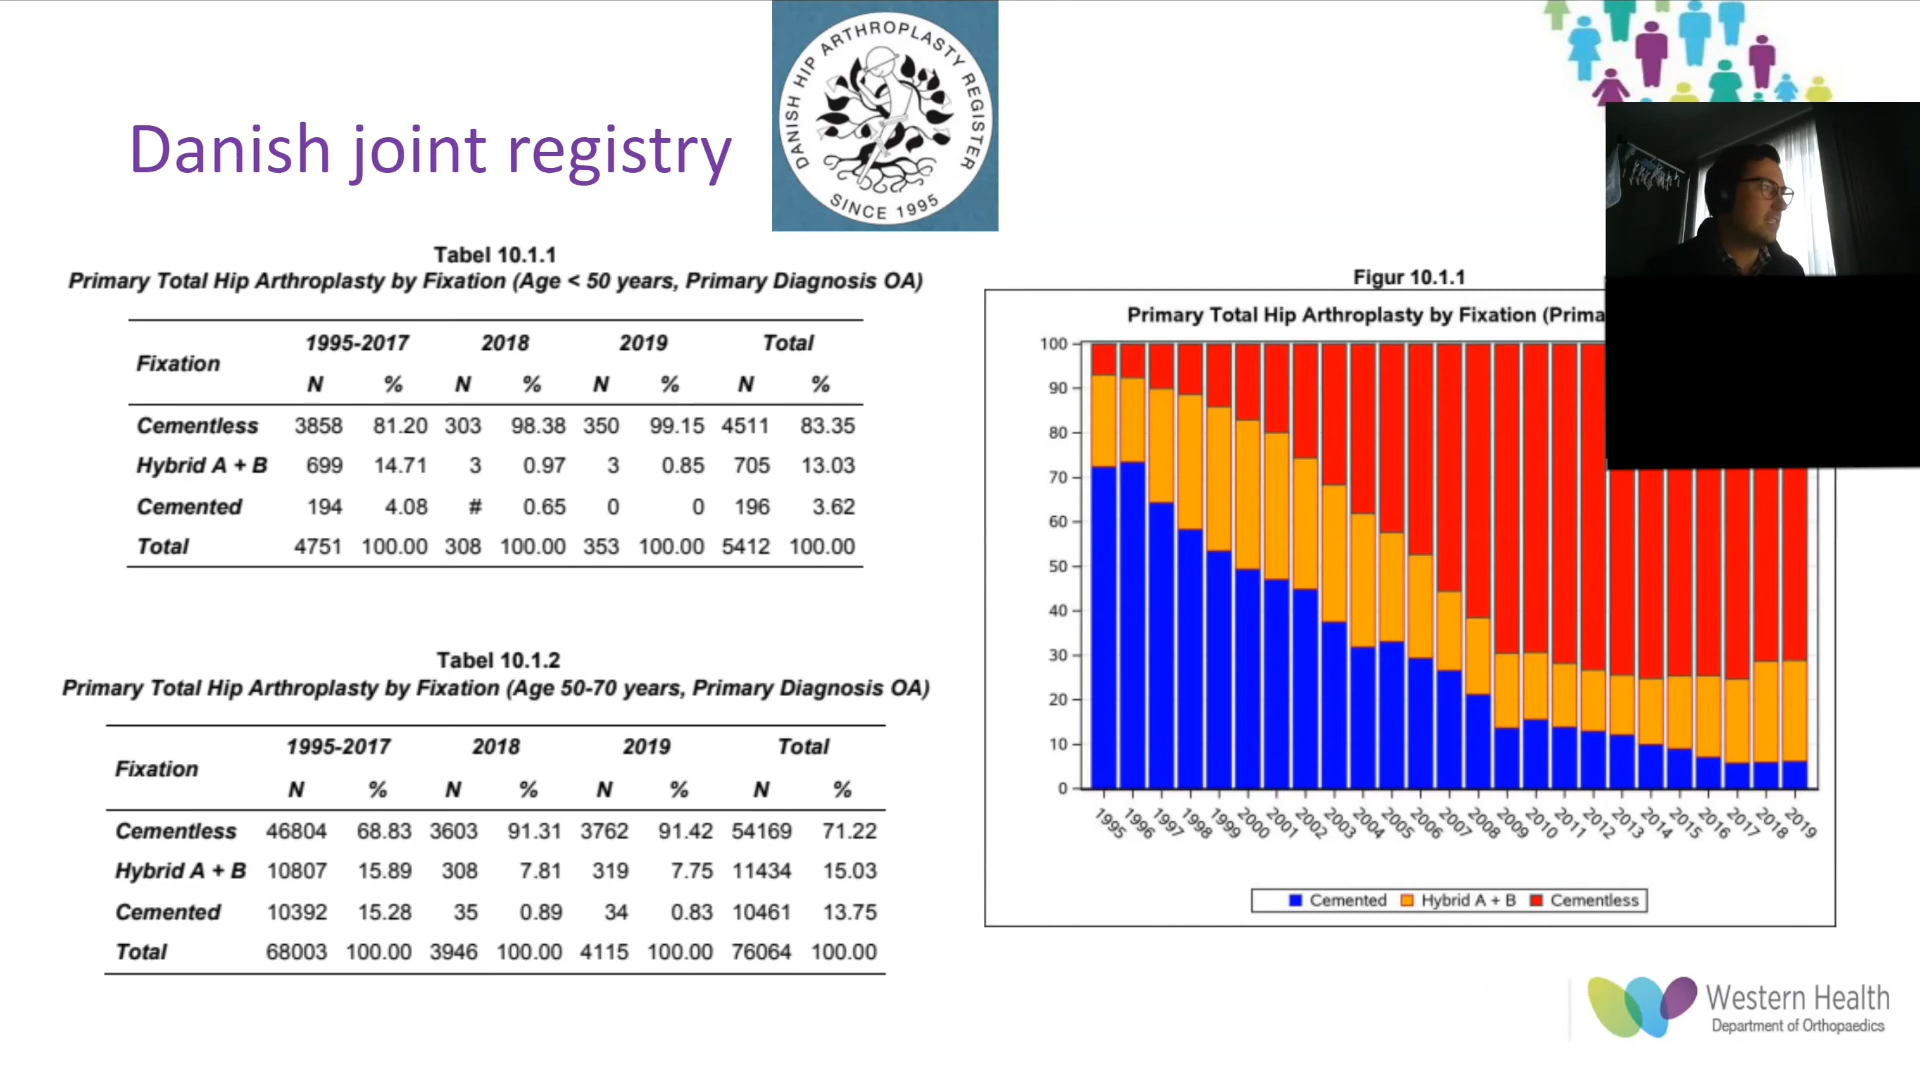 Danish joint registry
DANISH HIP ARTHROPLASTY REGISTER
SINCE 1995
Tabel 10.1.1
Primary Total Hip Arthroplasty by Fixation (Age < 50 years, Primary Diagnosis OA)
Fixation 1995-2017 2018 2019 Total
N % N % N % N %
Cementless 3858 81.20 303 98.38 350 99.15 4511 83.35
Hybrid A + B 699 14.71 3 0.97 3 0.85 705 13.03
Cemented 194 4.08 # 0.65 0 0 196 3.62
Total 4751 100.00 308 100.00 353 100.00 5412 100.00
Tabel 10.1.2
Primary Total Hip Arthroplasty by Fixation (Age 50-70 years, Primary Diagnosis OA)
Fixation 1995-2017 2018 2019 Total
N % N % N % N %
Cementless 46804 68.83 3603 91.31 3762 91.42 54169 71.22
Hybrid A + B 10807 15.89 308 7.81 319 7.75 11434 15.03
Cemented 10392 15.28 35 0.89 34 0.83 10461 13.75
Total 68003 100.00 3946 100.00 4115 100.00 76064 100.00
Figur 10.1.1
Primary Total Hip Arthroplasty by Fixation (Prima
100
90
80
70
60
50
40
30
20
10
0
1995 1996 1997 1998 1999 2000 2001 2002 2003 2004 2005 2006 2007 2008 2009 2010 2011 2012 2013 2014 2015 2016 2017 2018 2019
Cemented Hybrid A + B Cementless
Western Health
Department of Orthopaedics